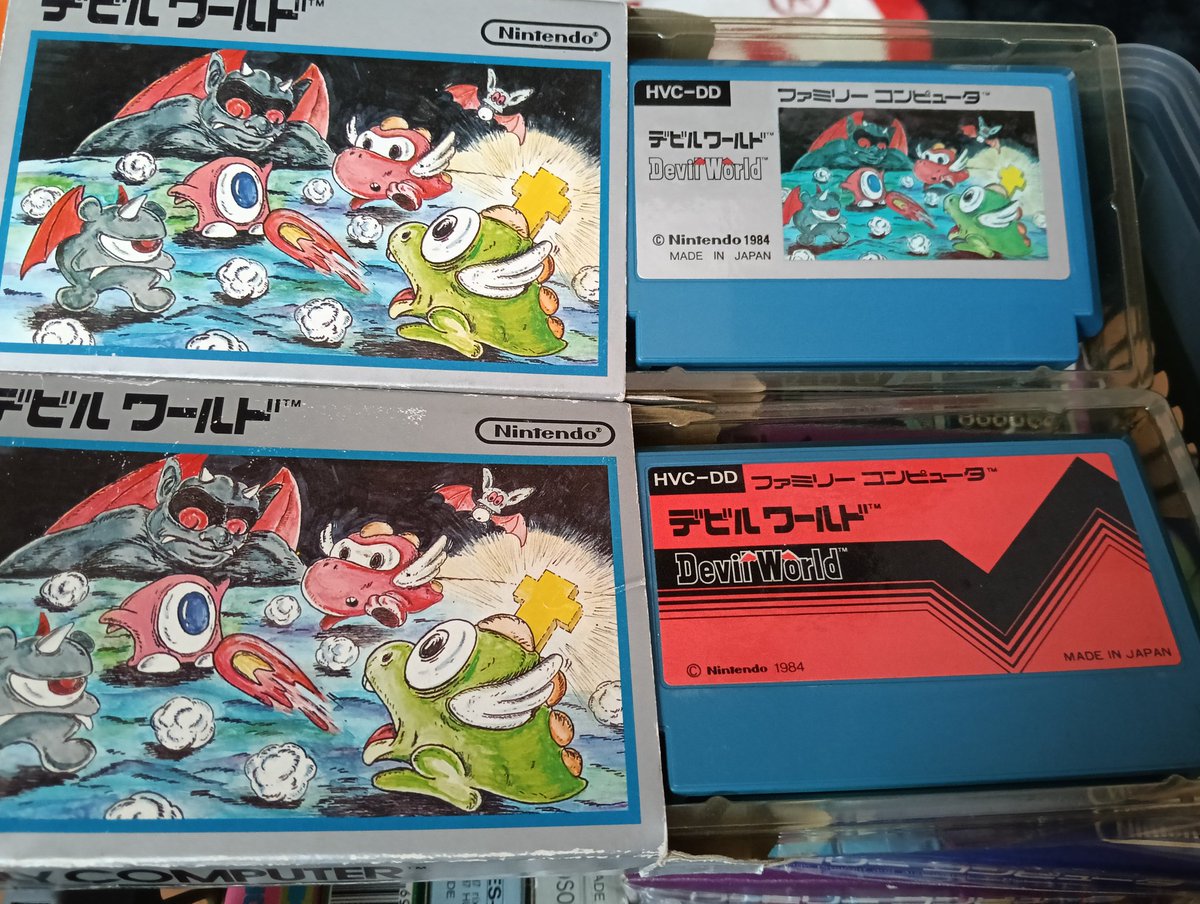 デビルワールド™
Nintendo®
HVC-DD
ファミリー コンピュータ™
デビルワールド™
Devil World™
© Nintendo 1984
MADE IN JAPAN
デビルワールド™
Nintendo®
HVC-DD
ファミリー コンピュータ™
デビルワールド™
Devil World™
© Nintendo 1984
MADE IN JAPAN
Y COMPUTER™